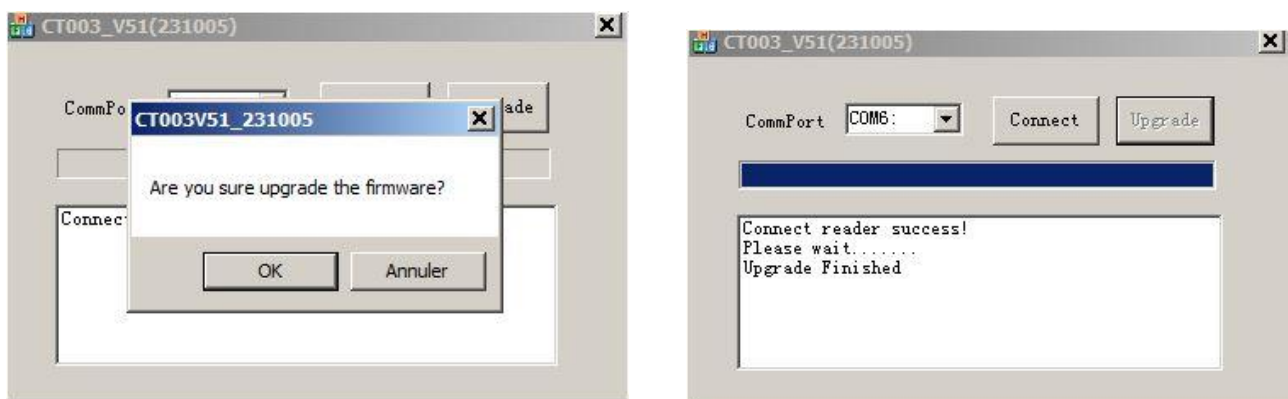 CT003_V51(231005)
CommPo
ade
CT003V51_231005
Are you sure upgrade the firmware?
Connec
OK
Annuler
CT003_V51(231005)
CommPort
COM6:
Connect
Upgrade
Connect reader success!
Please wait.......
Upgrade Finished